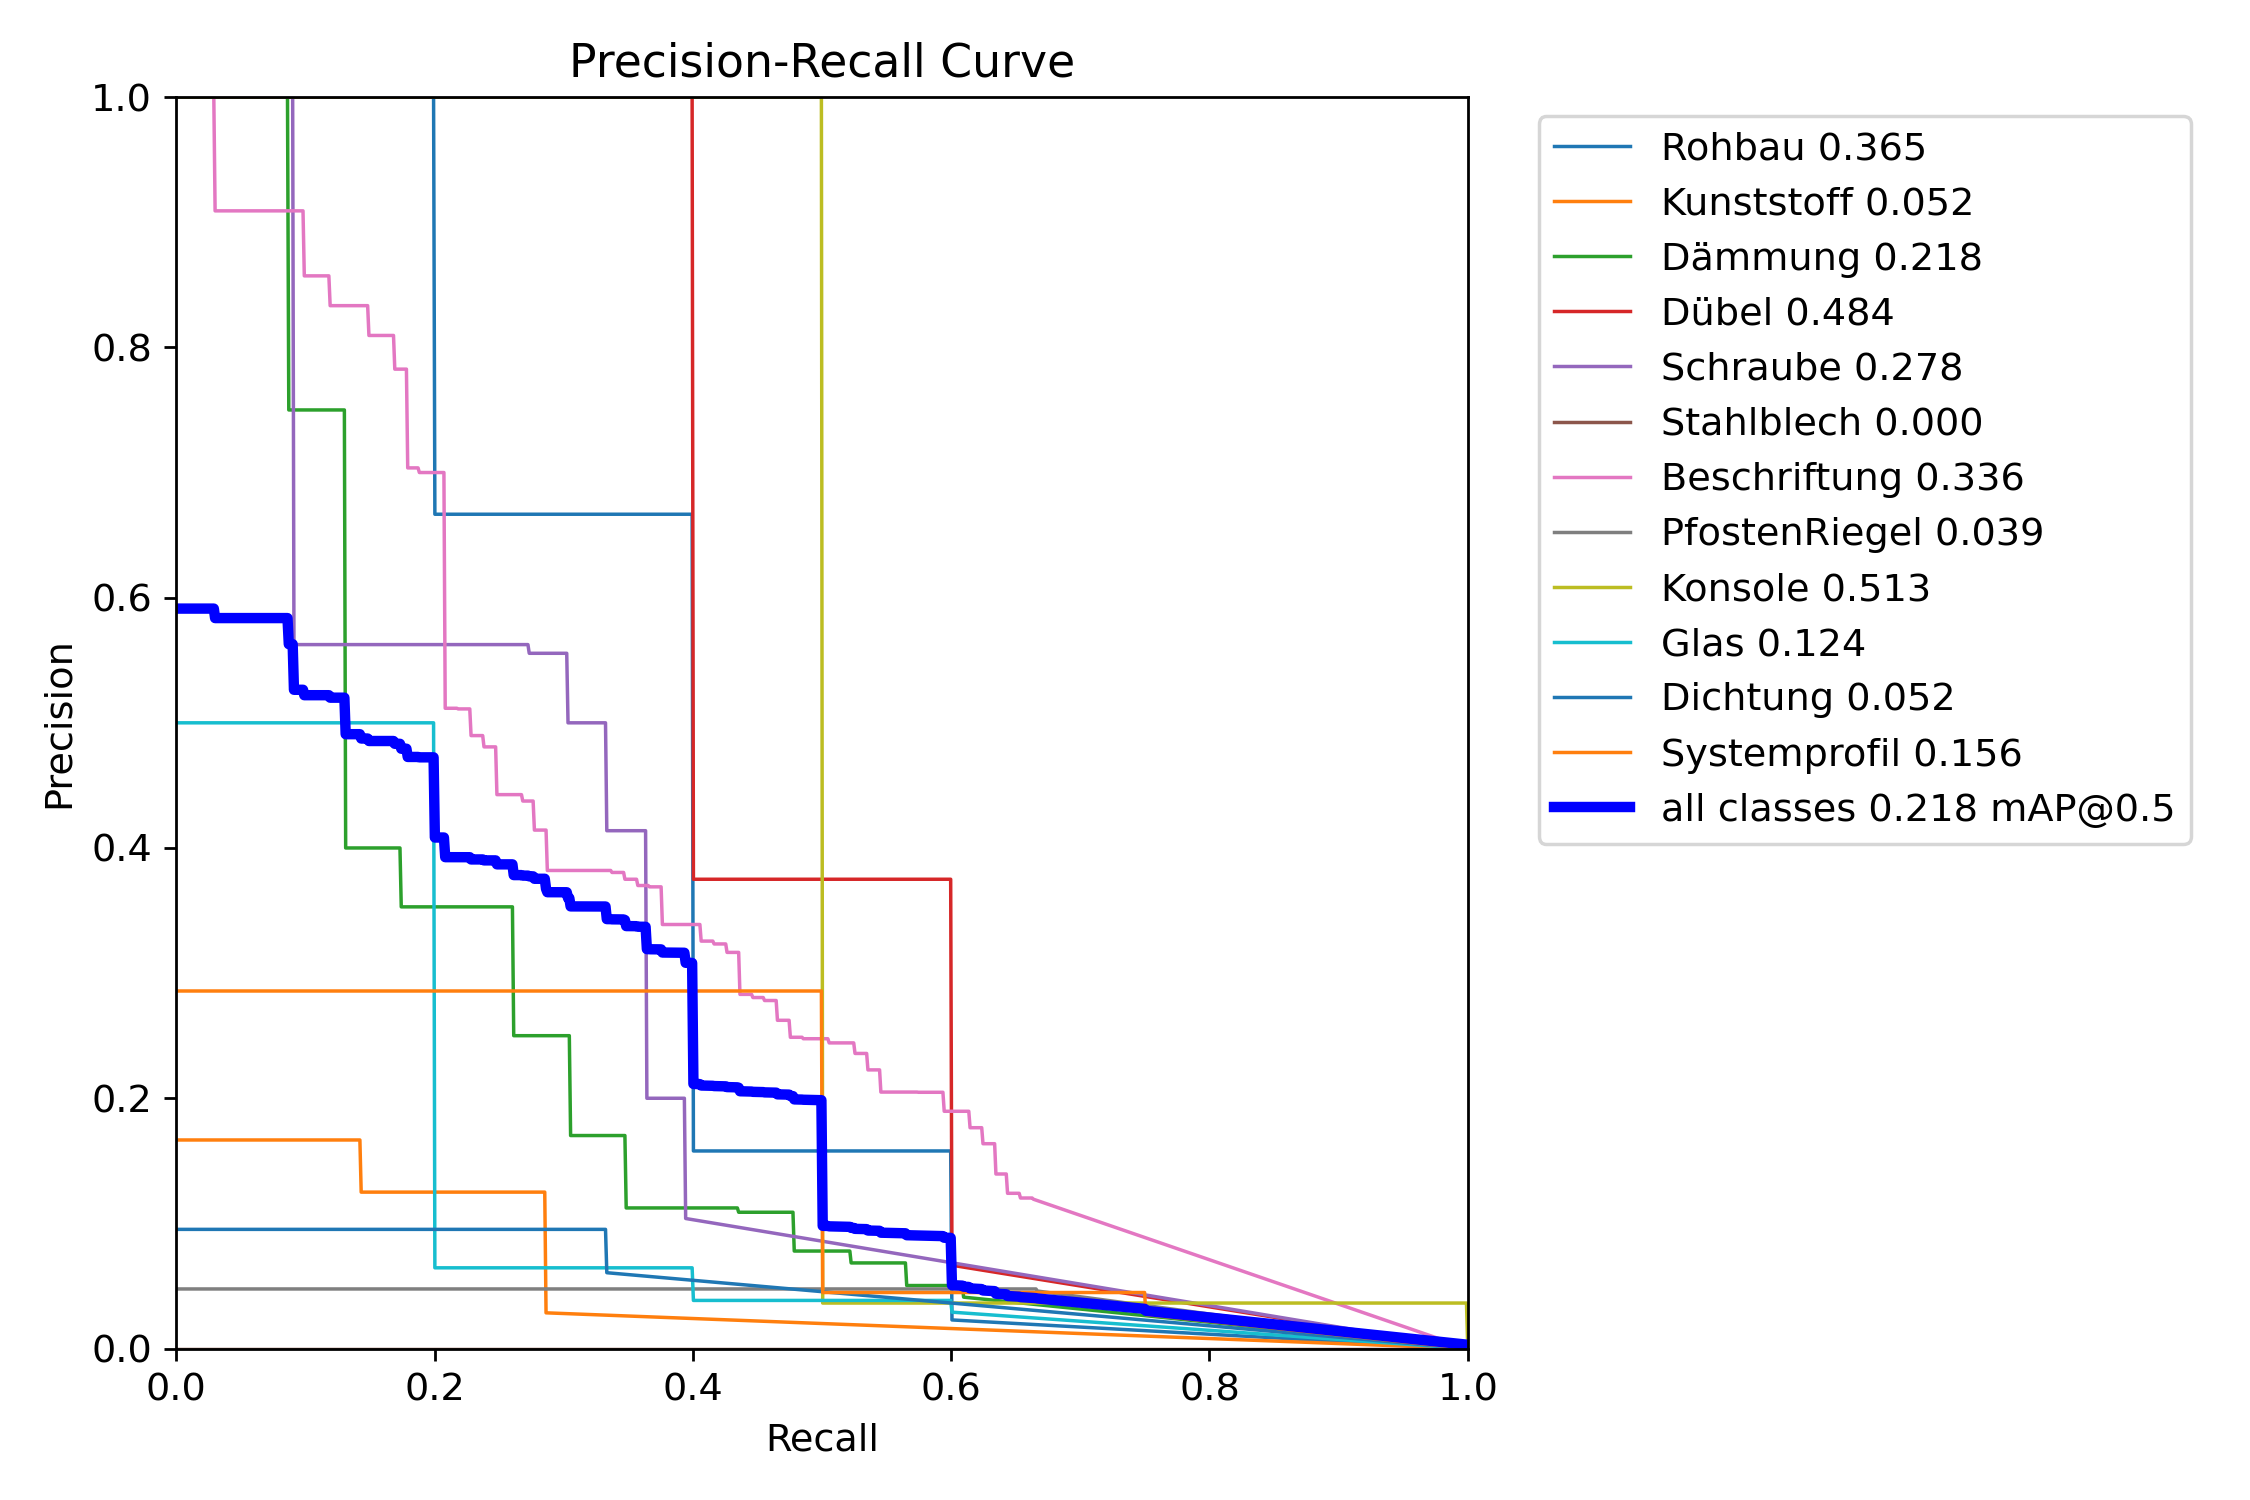 Precision-Recall Curve
1.0
0.8
0.6
0.4
0.2
0.0
Precision
0.0 0.2 0.4 0.6 0.8 1.0
Recall
Rohbau 0.365
Kunststoff 0.052
Dämmung 0.218
Dübel 0.484
Schraube 0.278
Stahlblech 0.000
Beschriftung 0.336
PfostenRiegel 0.039
Konsole 0.513
Glas 0.124
Dichtung 0.052
Systemprofil 0.156
all classes 0.218 mAP@0.5